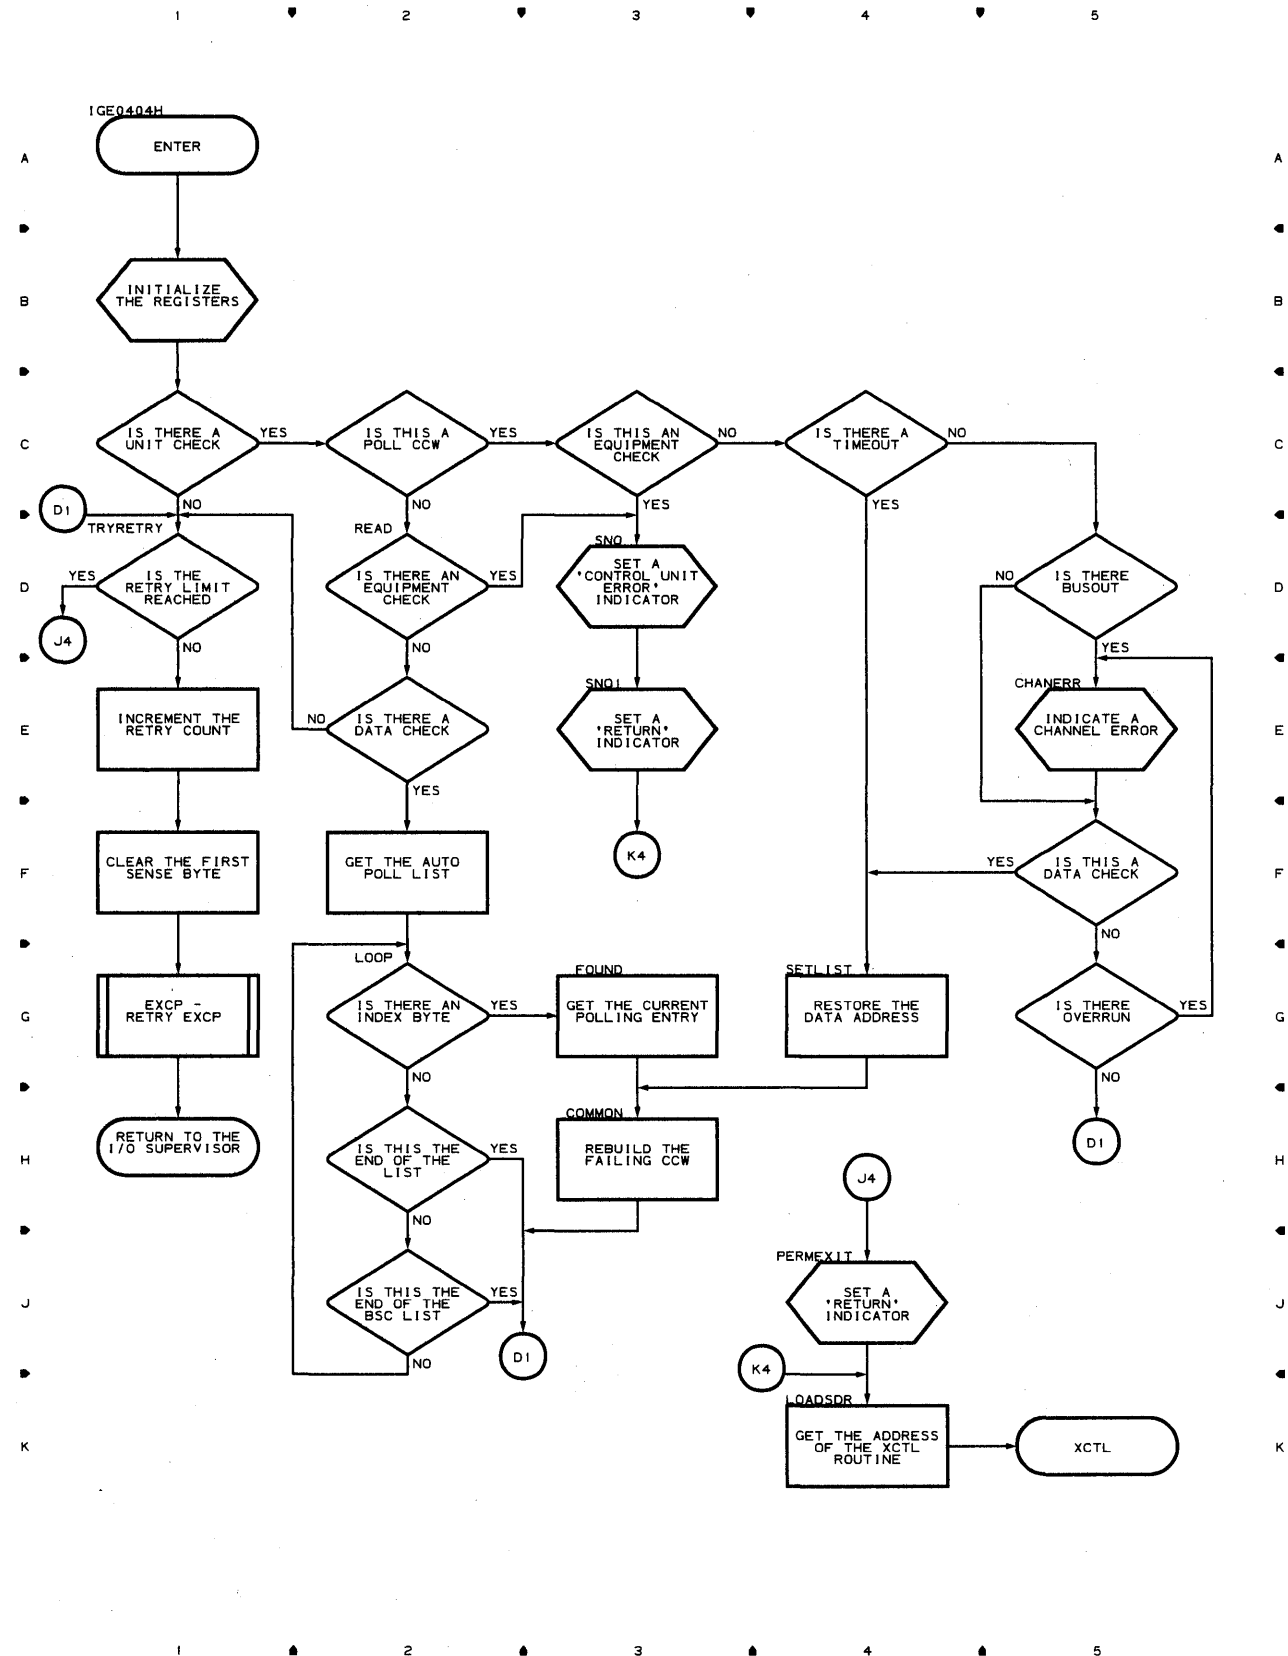 1 2 3 4 5
IGE0404H
ENTER
A A
INITIALIZE
THE REGISTERS
B B
IS THERE A
UNIT CHECK
YES
IS THIS A
POLL CCW
YES
IS THIS AN
EQUIPMENT
CHECK
NO
IS THERE A
TIMEOUT
NO
C C
NO
NO
YES
YES
D1
TRYRETRY
READ
SNO
YES
IS THE
RETRY LIMIT
REACHED
IS THERE AN
EQUIPMENT
CHECK
YES
SET A
'CONTROL UNIT
ERROR'
INDICATOR
NO
IS THERE
BUSOUT
D D
J4
NO
NO
YES
SNO1
CHANERR
INCREMENT THE
RETRY COUNT
NO
IS THERE A
DATA CHECK
SET A
'RETURN'
INDICATOR
INDICATE A
CHANNEL ERROR
E E
YES
CLEAR THE FIRST
SENSE BYTE
GET THE AUTO
POLL LIST
K4
YES
IS THIS A
DATA CHECK
F F
NO
LOOP
FOUND
SETLIST
EXCP -
RETRY EXCP
IS THERE AN
INDEX BYTE
YES
GET THE CURRENT
POLLING ENTRY
RESTORE THE
DATA ADDRESS
IS THERE
OVERRUN
YES
G G
NO
NO
COMMON
RETURN TO THE
I/O SUPERVISOR
IS THIS THE
END OF THE
LIST
YES
REBUILD THE
FAILING CCW
D1
H H
J4
NO
PERMEXIT
IS THIS THE
END OF THE
BSC LIST
YES
SET A
'RETURN'
INDICATOR
J J
NO
D1
K4
LOADSDR
GET THE ADDRESS
OF THE XCTL
ROUTINE
XCTL
K K
1 2 3 4 5